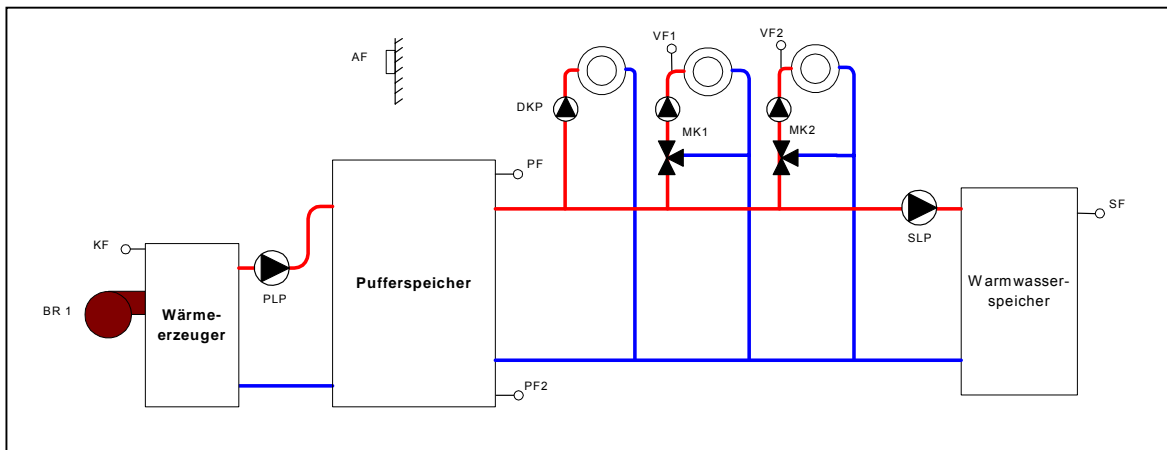 AF
VF1
VF2
DKP
MK1
MK2
PF
KF
PLP
BR 1
Wärme-
erzeuger
Pufferspeicher
SLP
SF
Warmwasser-
speicher
PF2